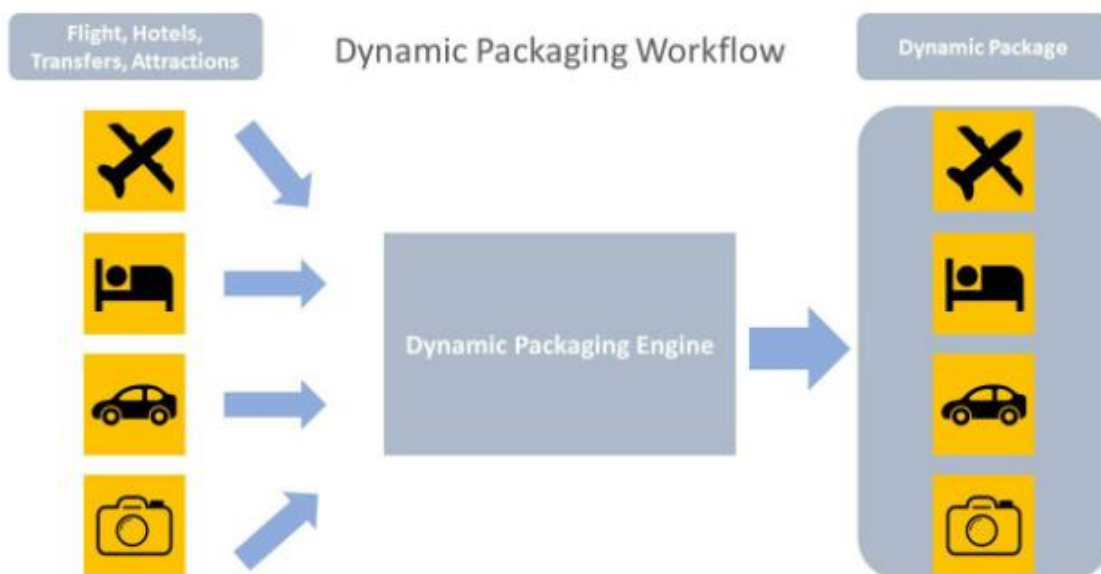 Flight, Hotels,
Transfers, Attractions
Dynamic Packaging Workflow
Dynamic Package
Dynamic Packaging Engine